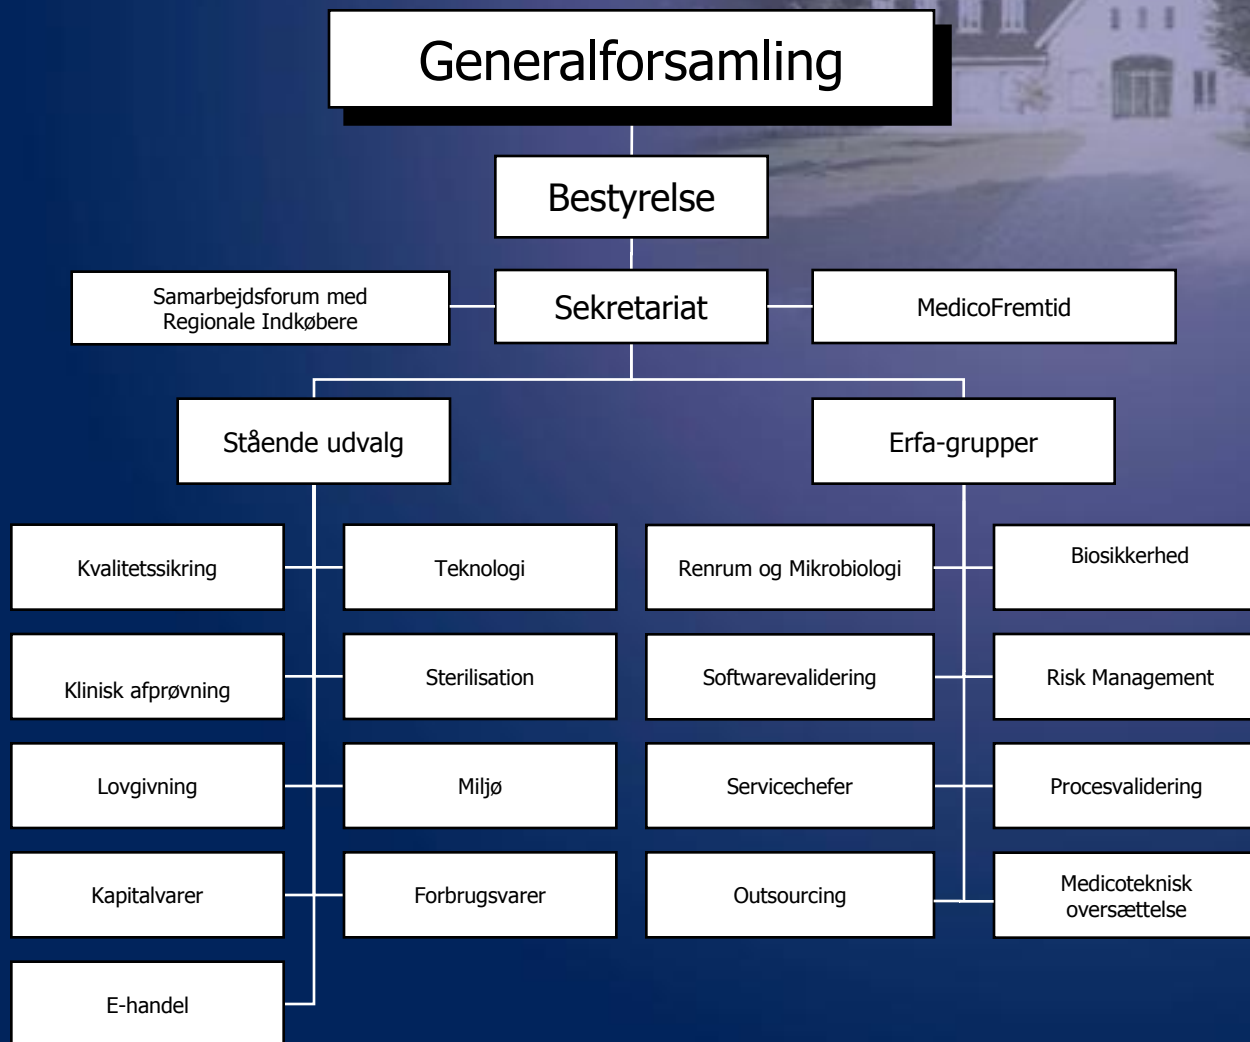 Generalforsamling
Bestyrelse
Samarbejdsforum med
Regionale Indkøbere
Sekretariat
MedicoFremtid
Stående udvalg
Erfa-grupper
Kvalitetssikring
Teknologi
Renrum og Mikrobiologi
Biosikkerhed
Klinisk afprøvning
Sterilisation
Softwarevalidering
Risk Management
Lovgivning
Miljø
Servicechefer
Procesvalidering
Kapitalvarer
Forbrugsvarer
Outsourcing
Medicoteknisk
oversættelse
E-handel